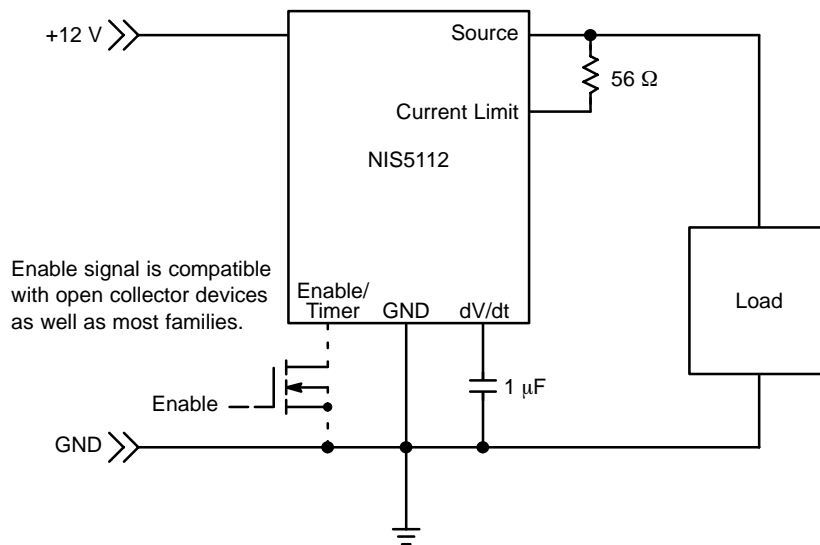 +12 V
Source
56 Ω
Current Limit
NIS5112
Enable signal is compatible
with open collector devices
as well as most families.
Enable/
Timer
GND
dV/dt
Load
1 μF
Enable
GND